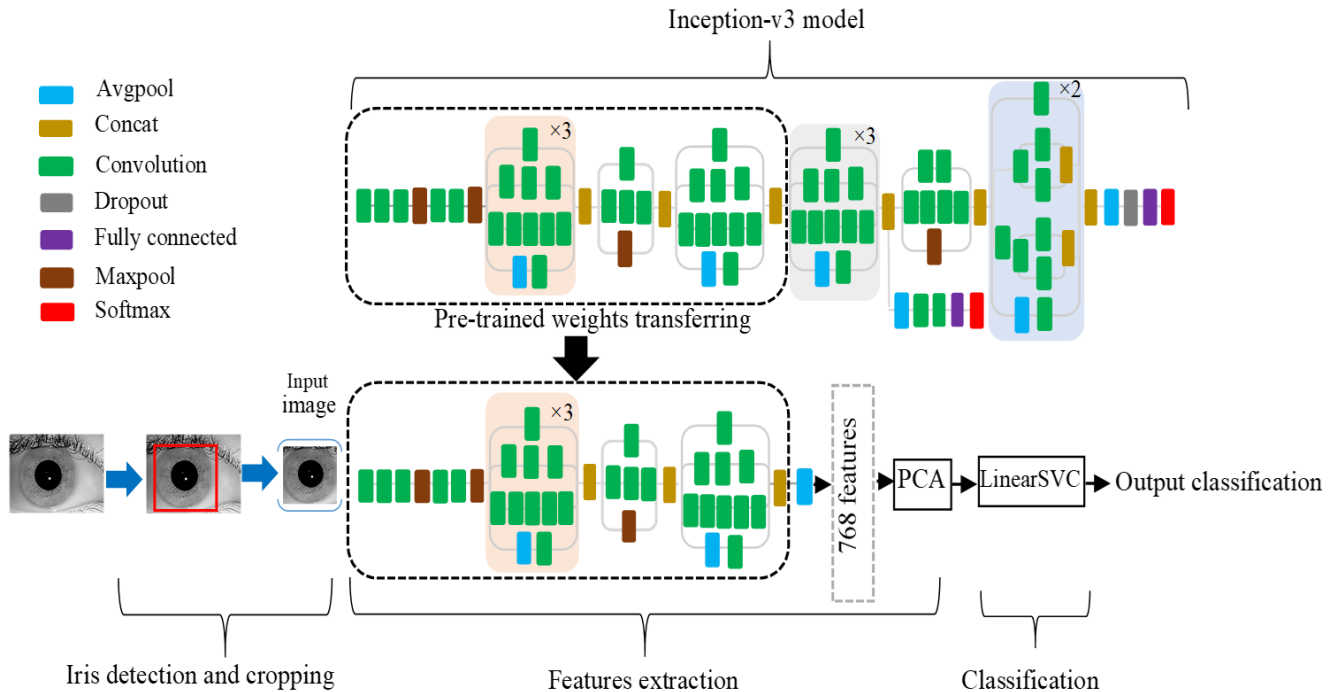 Inception-v3 model
Avgpool
Concat
Convolution
Dropout
Fully connected
Maxpool
Softmax
×3
×3
×2
Pre-trained weights transferring
Input
image
×3
768 features
PCA
LinearSVC
Output classification
Iris detection and cropping
Features extraction
Classification